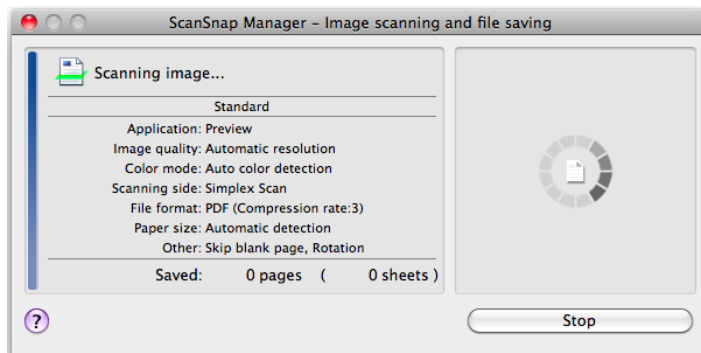 ScanSnap Manager – Image scanning and file saving
Scanning image...
Standard
Application: Preview
Image quality: Automatic resolution
Color mode: Auto color detection
Scanning side: Simplex Scan
File format: PDF (Compression rate:3)
Paper size: Automatic detection
Other: Skip blank page, Rotation
Saved: 0 pages ( 0 sheets )
? Stop